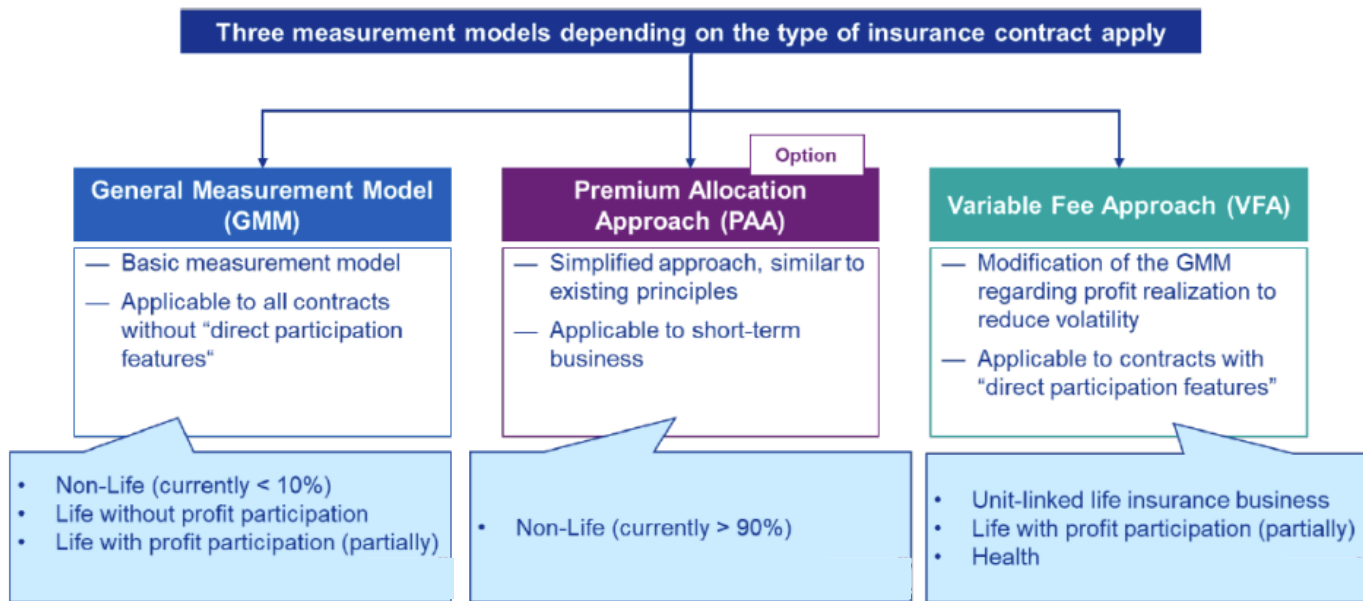 Three measurement models depending on the type of insurance contract apply
General Measurement Model
(GMM)
— Basic measurement model
— Applicable to all contracts
without "direct participation
features“
• Non-Life (currently < 10%)
• Life without profit participation
• Life with profit participation (partially)
Option
Premium Allocation
Approach (PAA)
— Simplified approach, similar to
existing principles
— Applicable to short-term
business
• Non-Life (currently > 90%)
Variable Fee Approach (VFA)
— Modification of the GMM
regarding profit realization to
reduce volatility
— Applicable to contracts with
“direct participation features”
• Unit-linked life insurance business
• Life with profit participation (partially)
• Health